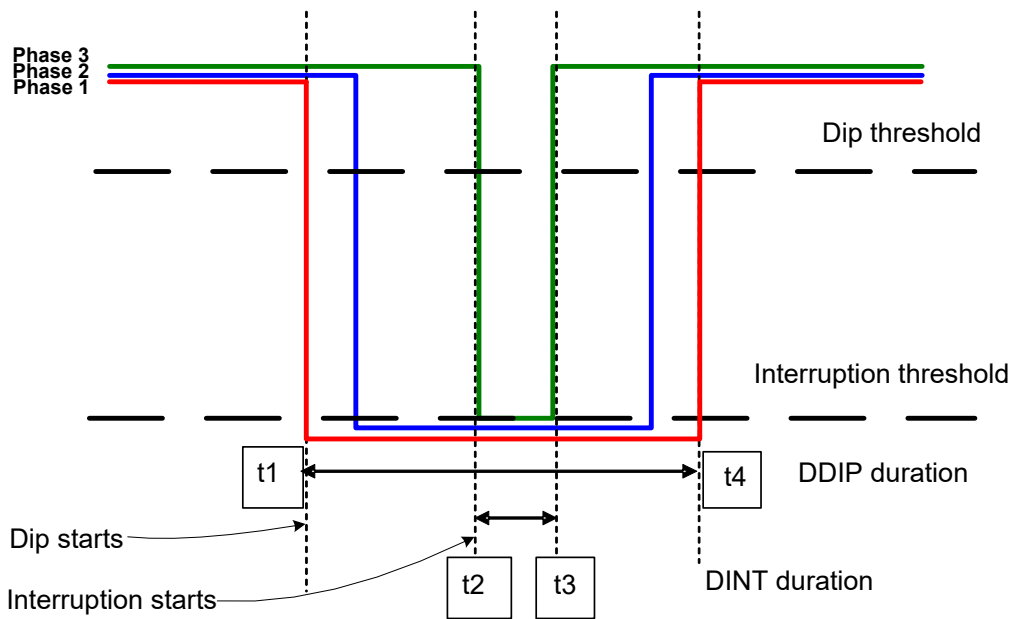 Phase 3
Phase 2
Phase 1
Dip threshold
Interruption threshold
t1
t4
DDIP duration
Dip starts
t2
t3
DINT duration
Interruption starts